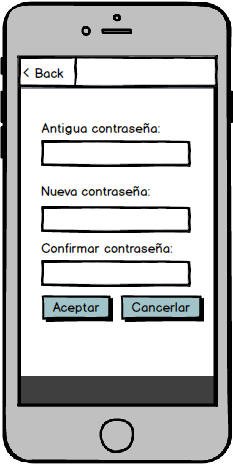 < Back
Antigua contraseña:
Nueva contraseña:
Confirmar contraseña:
Aceptar
Cancerlar